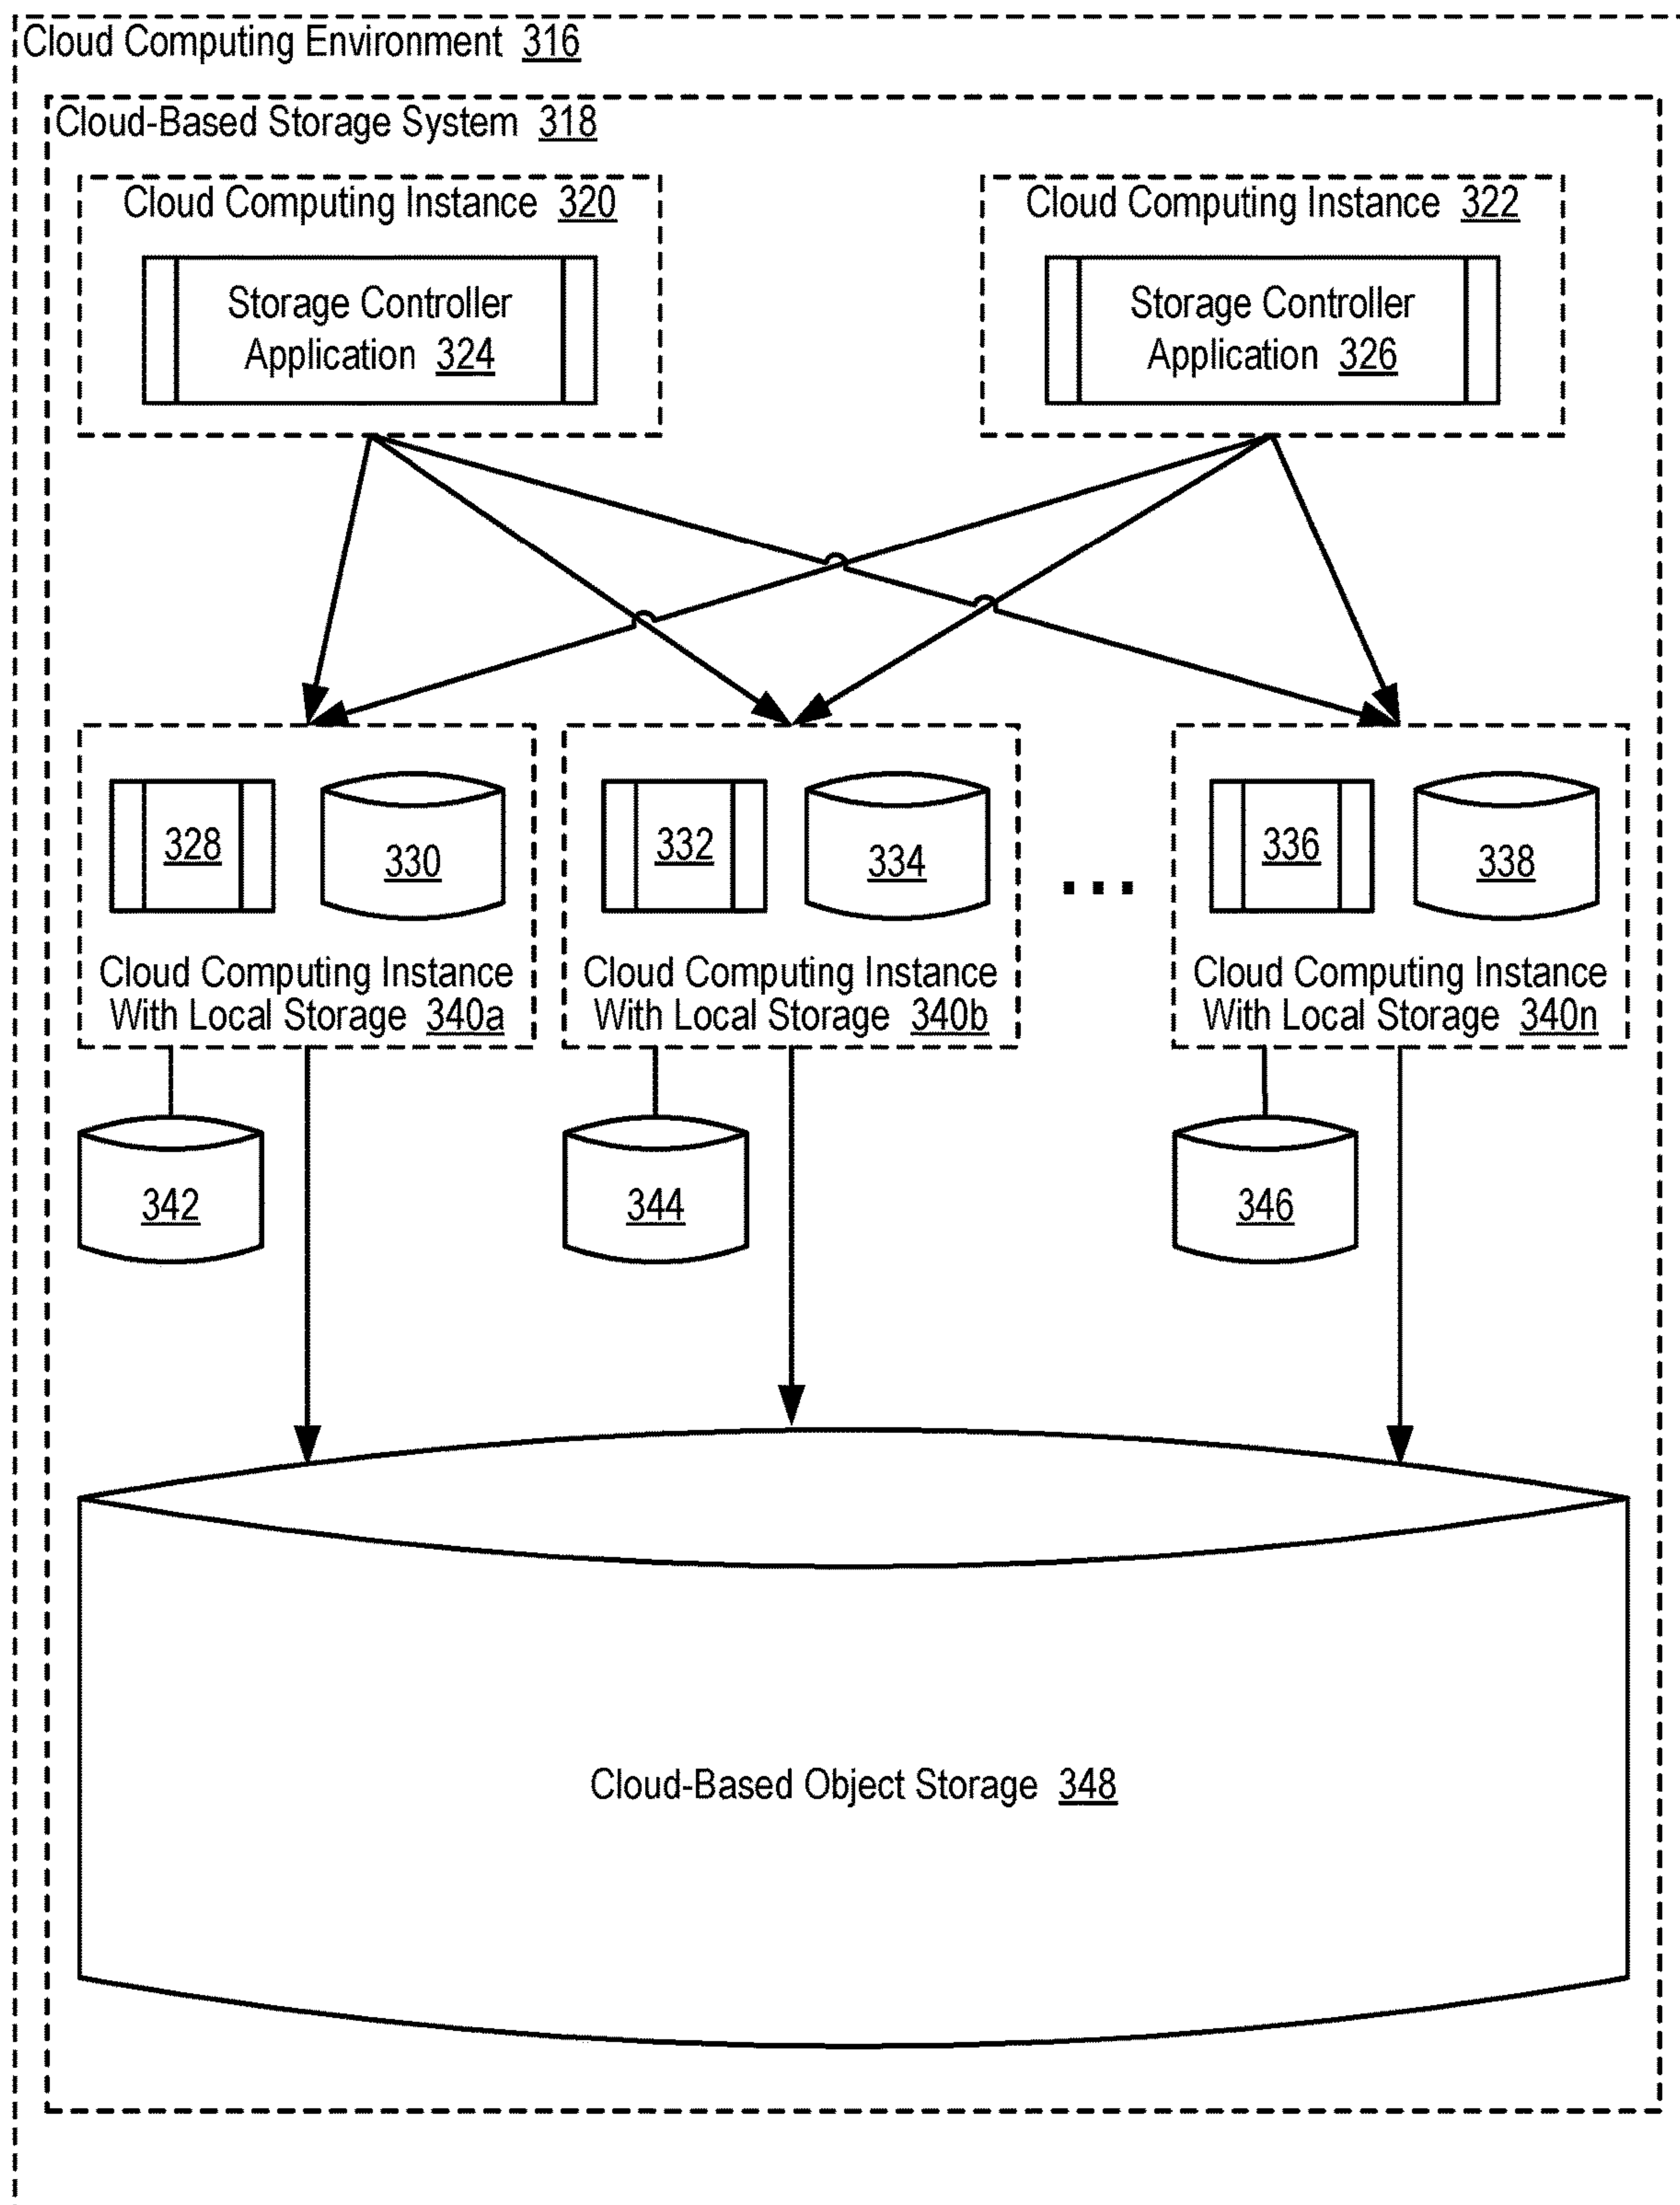 Cloud Computing Environment 316
Cloud-Based Storage System 318
Cloud Computing Instance 320
Storage Controller
Application 324
Cloud Computing Instance 322
Storage Controller
Application 326
328
330
Cloud Computing Instance
With Local Storage 340a
332
334
Cloud Computing Instance
With Local Storage 340b
...
336
338
Cloud Computing Instance
With Local Storage 340n
342
344
346
Cloud-Based Object Storage 348